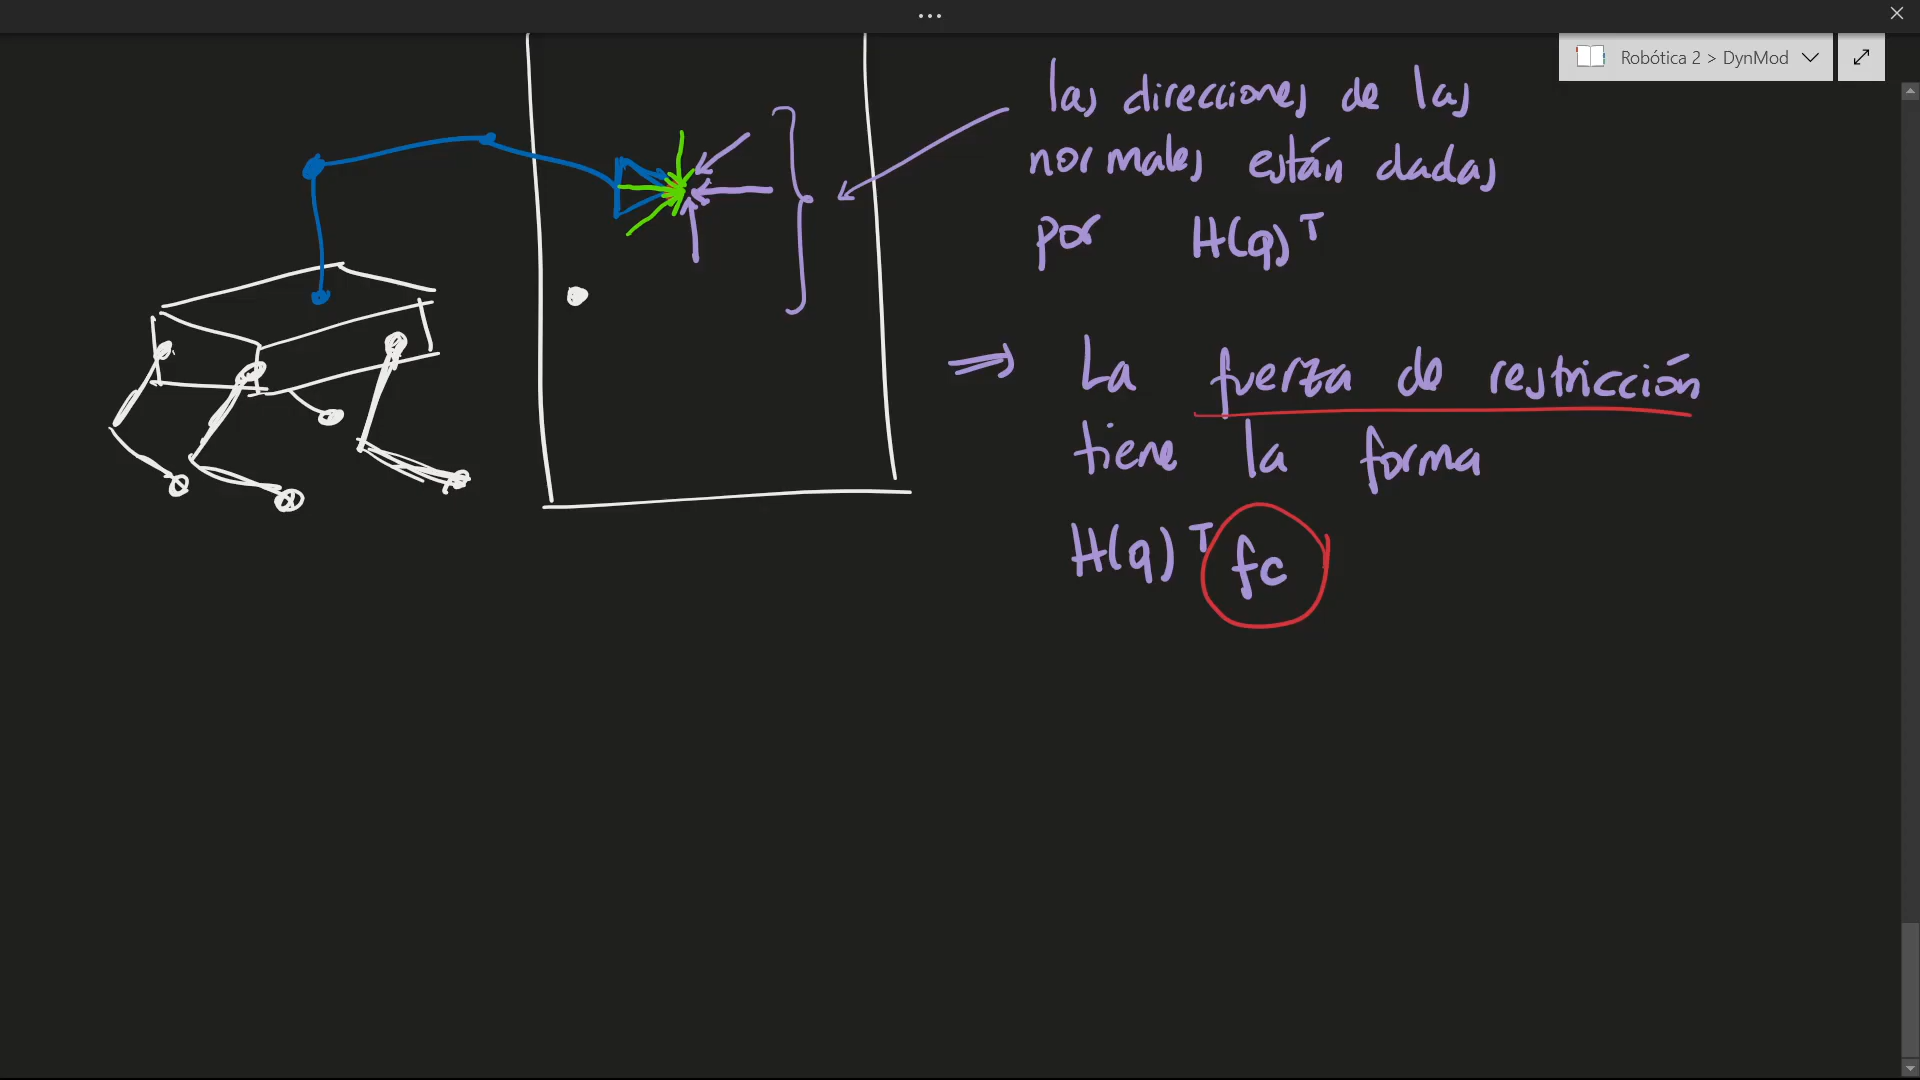 Robótica 2 > DynMod
las direcciones de las
normales están dadas
por H(q)ᵀ
⇒ La fuerza de restricción
tiene la forma
H(q)ᵀ fc